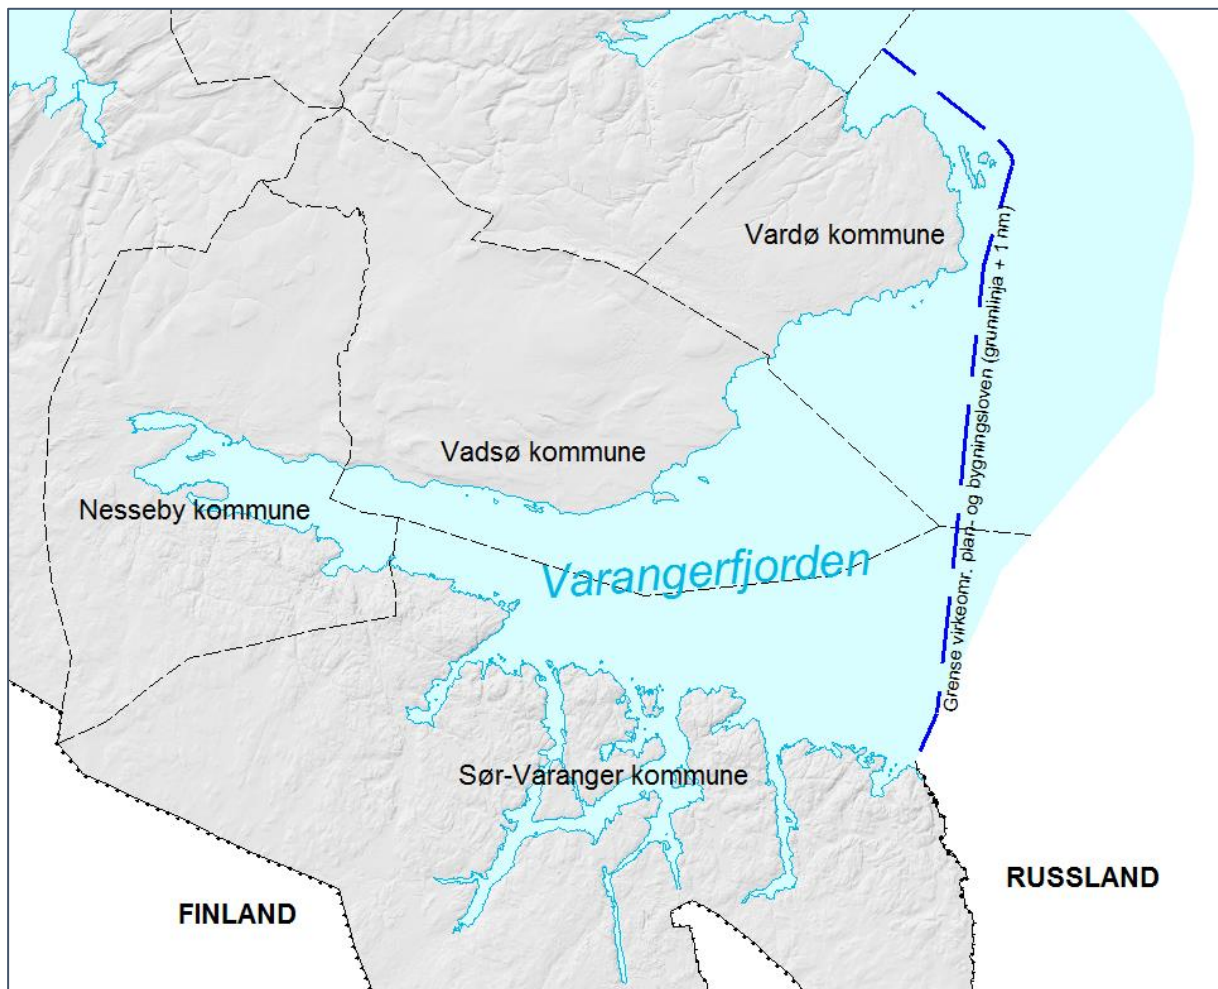 Vardø kommune
Grense virkeomr. plan- og bygningsloven (grunnlinja + 1 nm)
Vadsø kommune
Nesseby kommune
Varangerfjorden
Sør-Varanger kommune
RUSSLAND
FINLAND